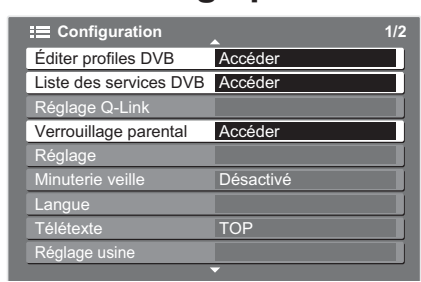 Configuration 1/2
Éditer profiles DVB Accéder
Liste des services DVB Accéder
Réglage Q-Link
Verrouillage parental Accéder
Réglage
Minuterie veille Désactivé
Langue
Télétexte TOP
Réglage usine